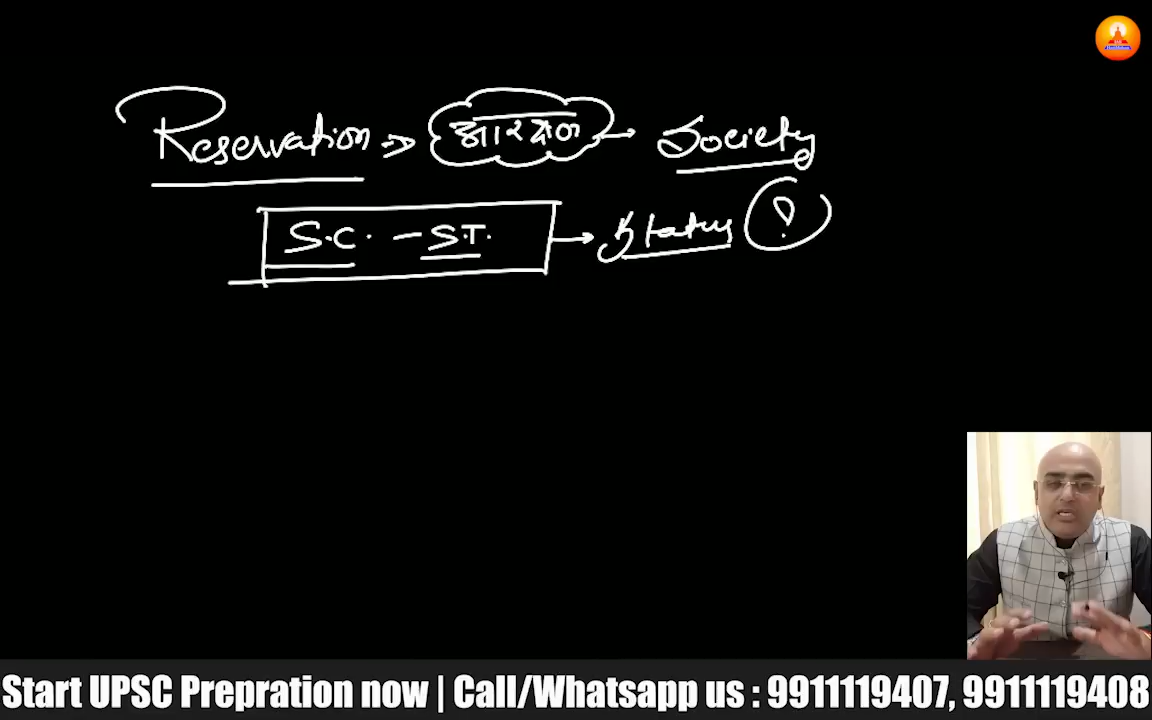 Reservation => आरक्षण → Society
S.C. - ST. → Status ?
Start UPSC Prepration now | Call/Whatsapp us : 9911119407, 9911119408